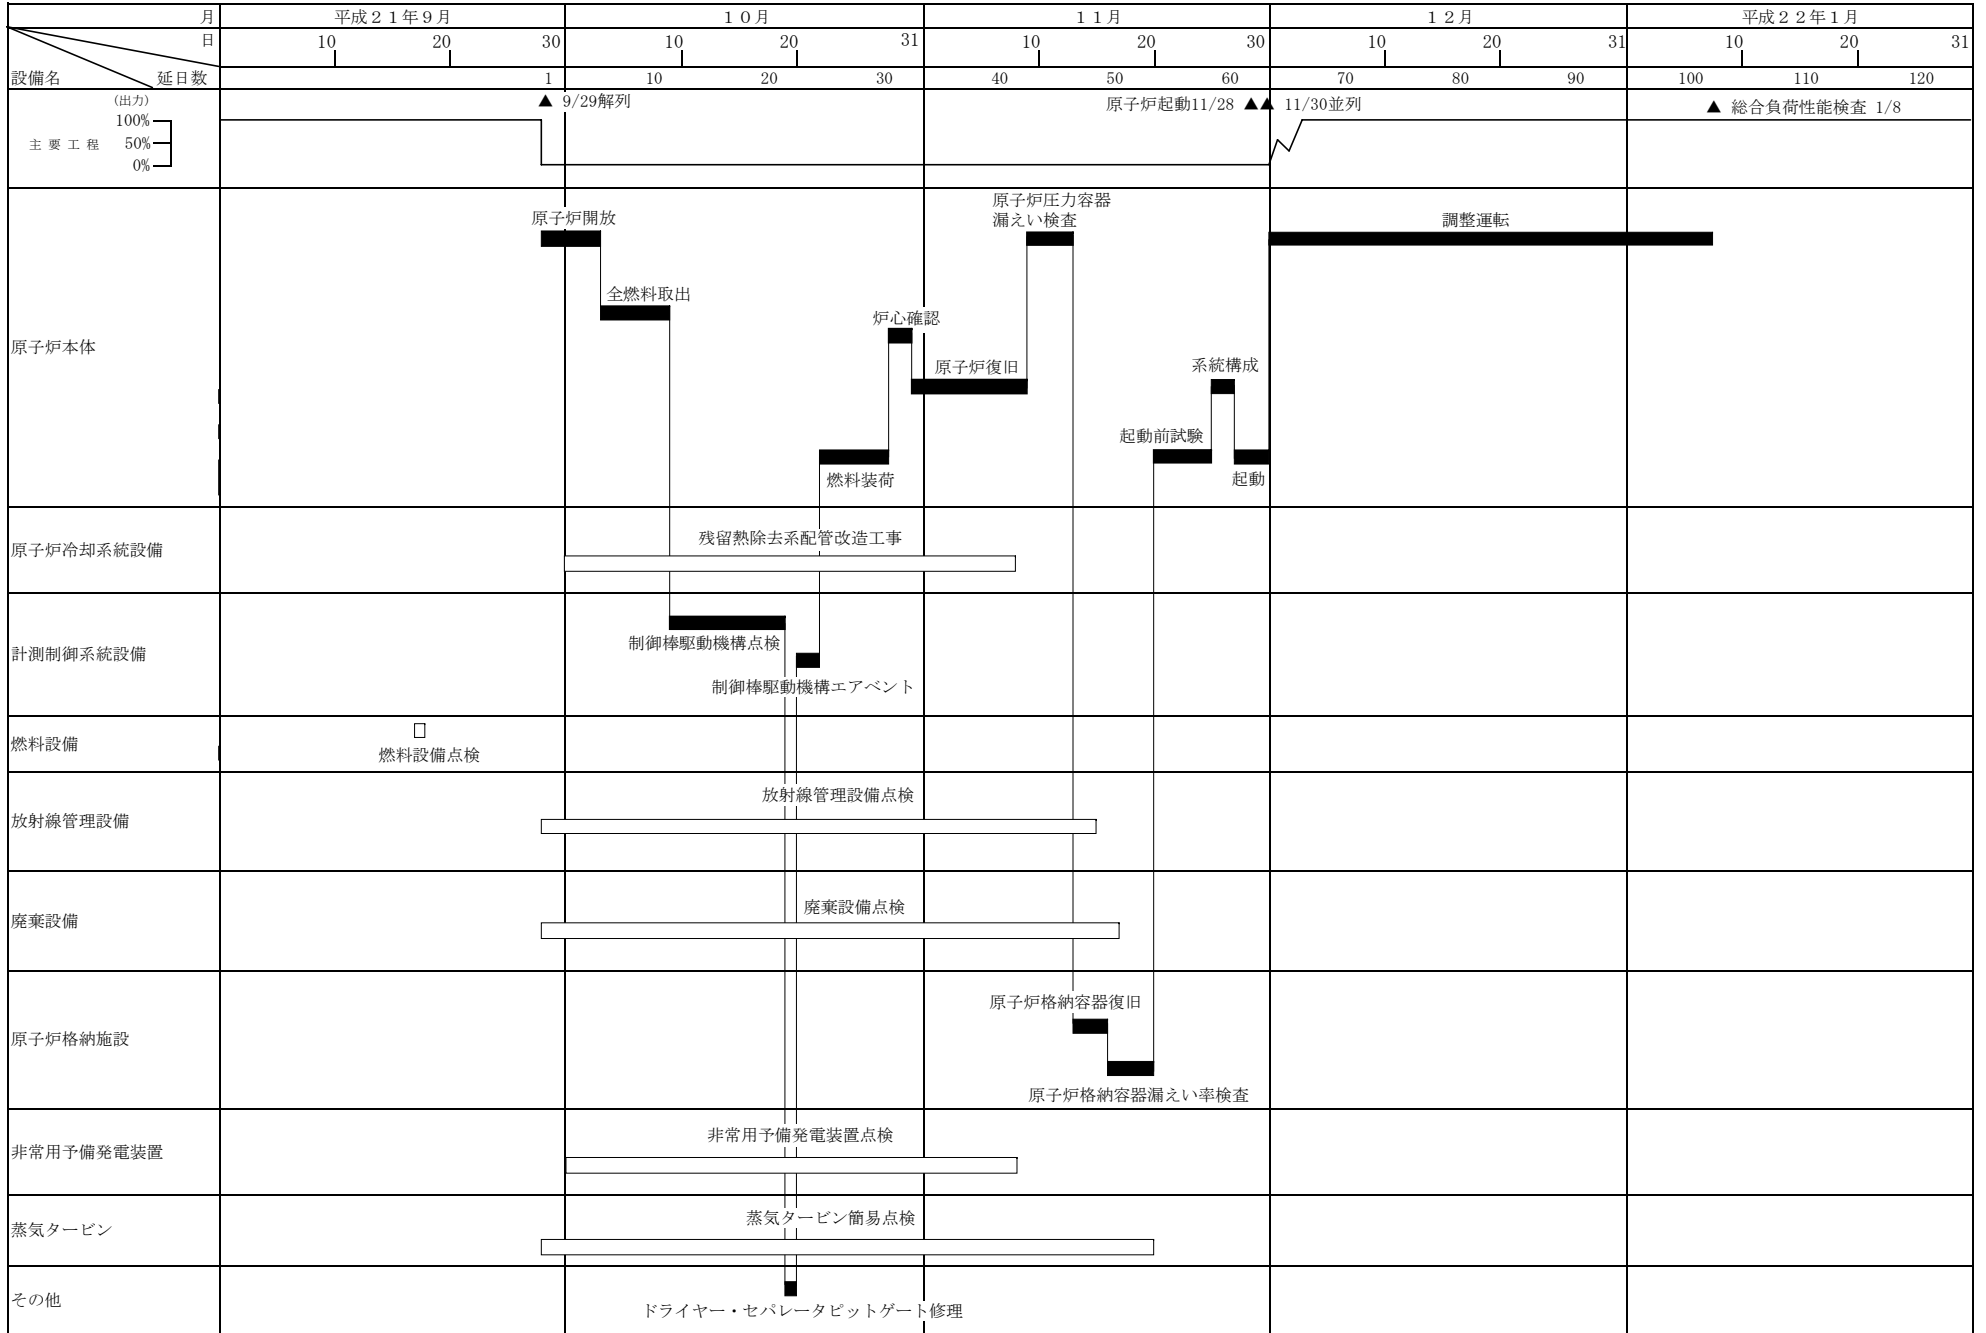 月 平成２１年９月 １０月 １１月 １２月 平成２２年１月
日 10 20 30 10 20 31 10 20 30 10 20 31 10 20 31
設備名 延日数 1 10 20 30 40 50 60 70 80 90 100 110 120
(出力)
100%
主要工程 50%
0%
▲ 9/29解列
原子炉起動11/28 ▲▲ 11/30並列
▲ 総合負荷性能検査 1/8
原子炉本体
原子炉開放
全燃料取出
燃料装荷
炉心確認
原子炉復旧
原子炉圧力容器
漏えい検査
起動前試験
系統構成
起動
調整運転
原子炉冷却系統設備
残留熱除去系配管改造工事
計測制御系統設備
制御棒駆動機構点検
制御棒駆動機構エアベント
燃料設備
燃料設備点検
放射線管理設備
放射線管理設備点検
廃棄設備
廃棄設備点検
原子炉格納施設
原子炉格納容器復旧
原子炉格納容器漏えい率検査
非常用予備発電装置
非常用予備発電装置点検
蒸気タービン
蒸気タービン簡易点検
その他
ドライヤー・セパレータピットゲート修理